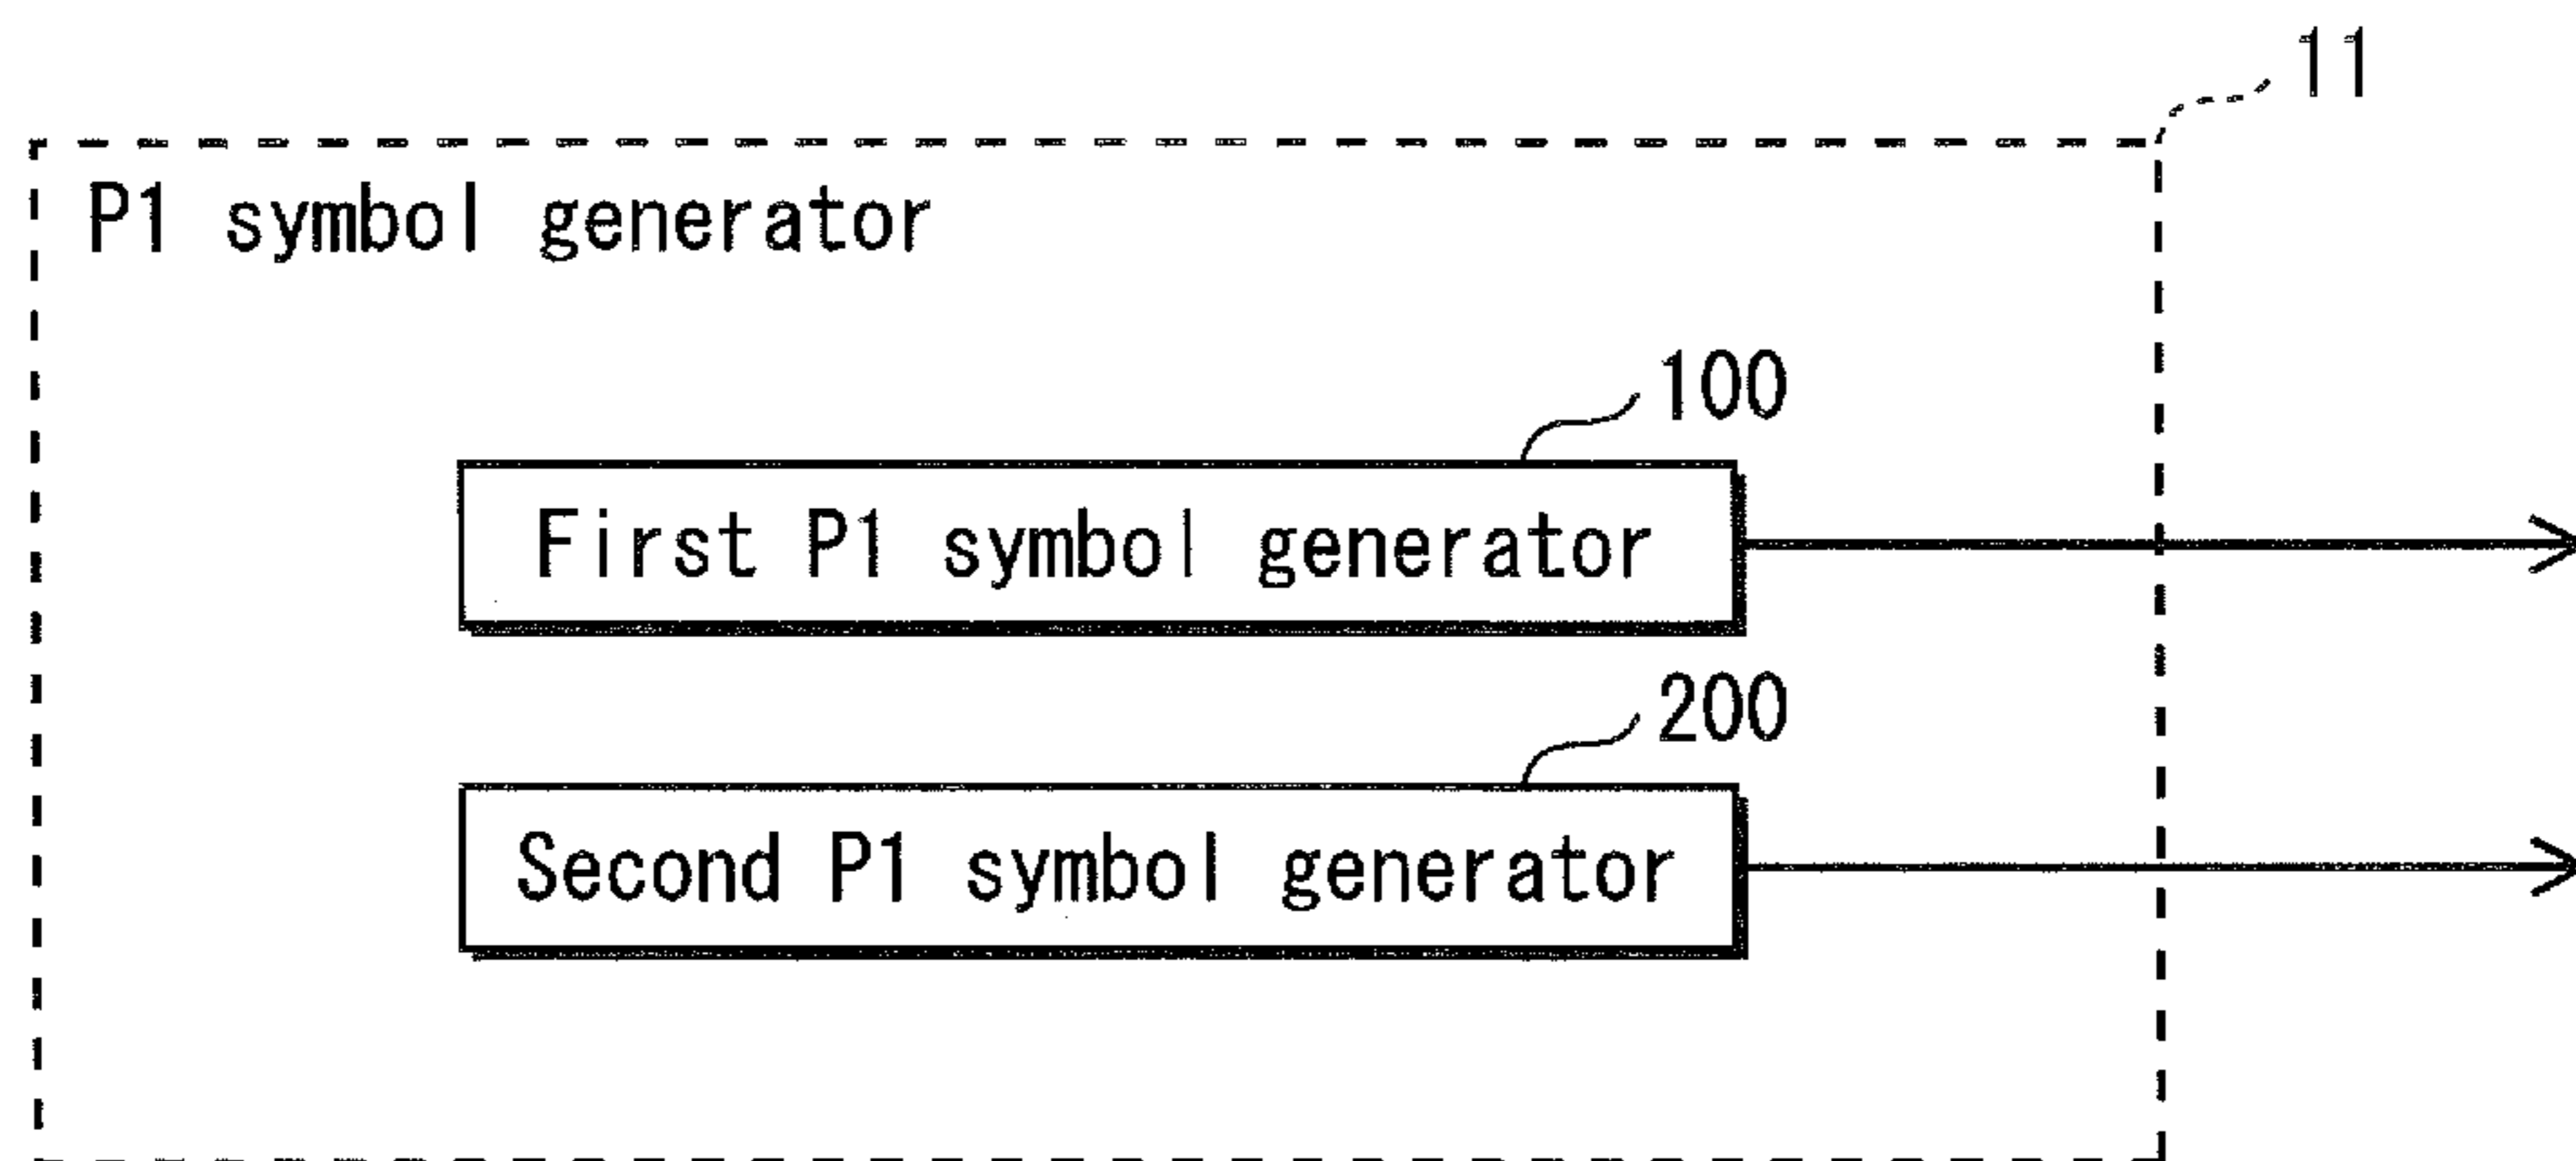 11
P1 symbol generator
100
First P1 symbol generator
200
Second P1 symbol generator